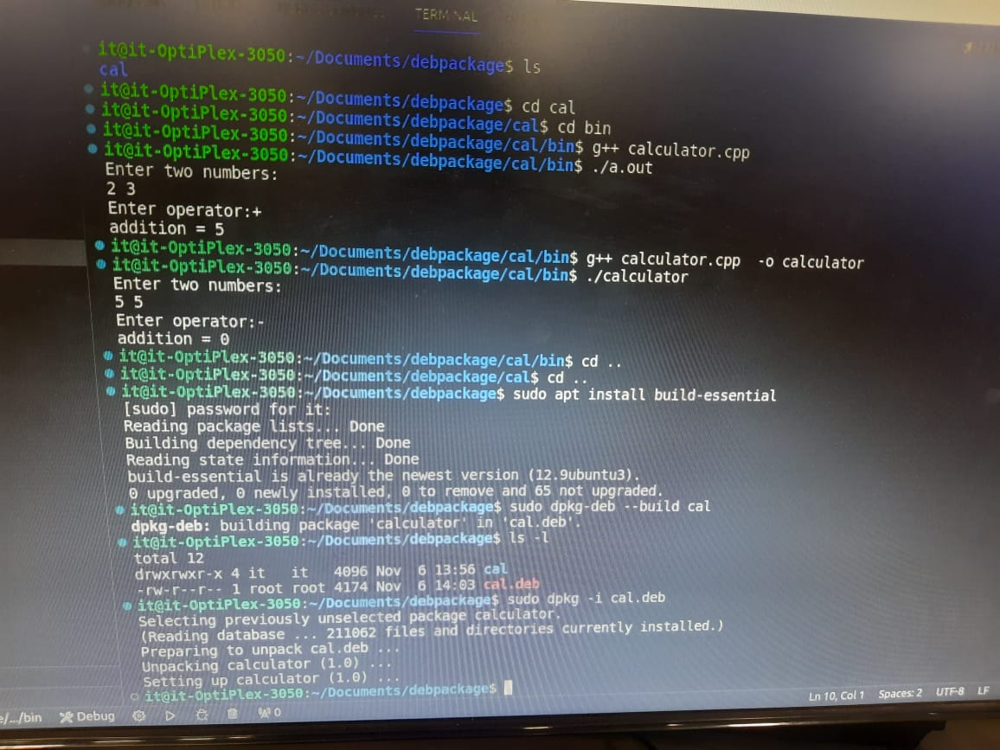 TERMINAL
it@it-OptiPlex-3050:~/Documents/debpackage$ ls
cal
it@it-OptiPlex-3050:~/Documents/debpackage$ cd cal
it@it-OptiPlex-3050:~/Documents/debpackage/cal$ cd bin
it@it-OptiPlex-3050:~/Documents/debpackage/cal/bin$ g++ calculator.cpp
it@it-OptiPlex-3050:~/Documents/debpackage/cal/bin$ ./a.out
Enter two numbers:
2 3
Enter operator:+
addition = 5
it@it-OptiPlex-3050:~/Documents/debpackage/cal/bin$ g++ calculator.cpp  -o calculator
it@it-OptiPlex-3050:~/Documents/debpackage/cal/bin$ ./calculator
Enter two numbers:
5 5
Enter operator:-
addition = 0
it@it-OptiPlex-3050:~/Documents/debpackage/cal/bin$ cd ..
it@it-OptiPlex-3050:~/Documents/debpackage/cal$ cd ..
it@it-OptiPlex-3050:~/Documents/debpackage$ sudo apt install build-essential
[sudo] password for it:
Reading package lists... Done
Building dependency tree... Done
Reading state information... Done
build-essential is already the newest version (12.9ubuntu3).
0 upgraded, 0 newly installed, 0 to remove and 65 not upgraded.
it@it-OptiPlex-3050:~/Documents/debpackage$ sudo dpkg-deb --build cal
dpkg-deb: building package 'calculator' in 'cal.deb'.
it@it-OptiPlex-3050:~/Documents/debpackage$ ls -l
total 12
drwxrwxr-x 4 it   it   4096 Nov  6 13:56 cal
-rw-r--r-- 1 root root 4174 Nov  6 14:03 cal.deb
it@it-OptiPlex-3050:~/Documents/debpackage$ sudo dpkg -i cal.deb
Selecting previously unselected package calculator.
(Reading database ... 211062 files and directories currently installed.)
Preparing to unpack cal.deb ...
Unpacking calculator (1.0) ...
Setting up calculator (1.0) ...
it@it-OptiPlex-3050:~/Documents/debpackage$
e/.../bin Debug 0 Ln 10, Col 1 Spaces: 2 UTF-8 LF